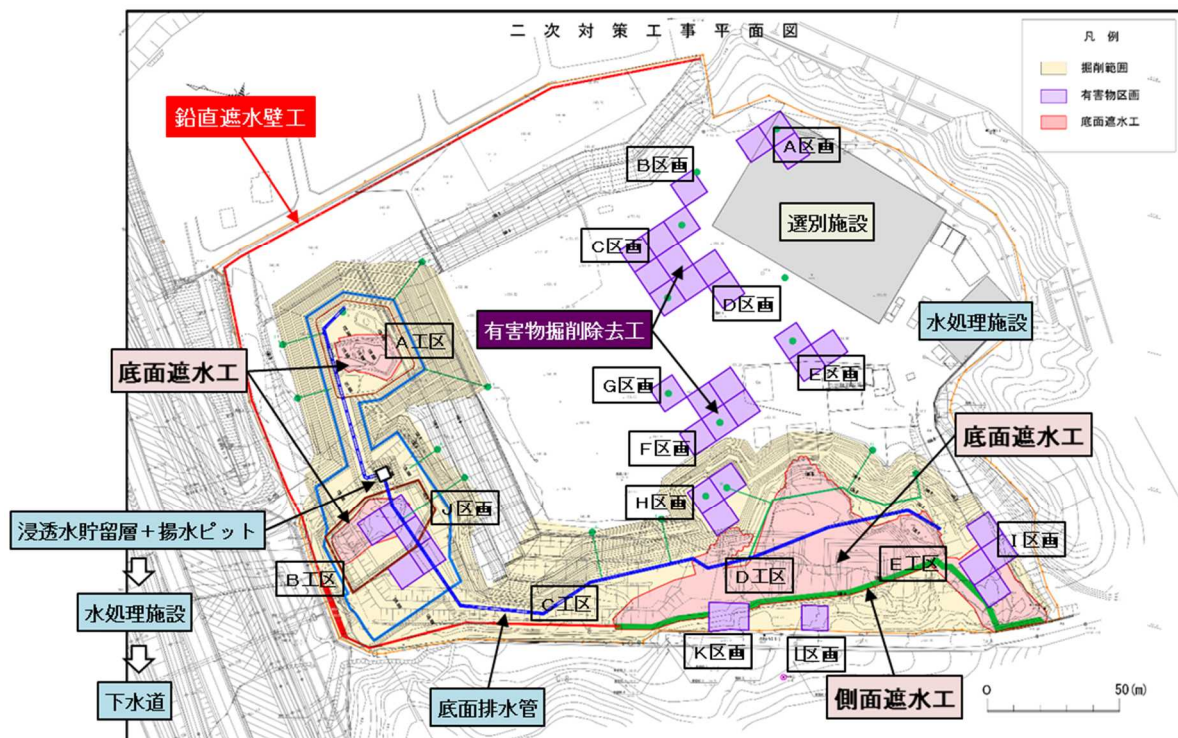 二次対策工事平面図
凡例
掘削範囲
有害物区画
底面遮水工
鉛直遮水壁工
A区画
B区画
選別施設
C区画
D区画
水処理施設
有害物掘削除去工
A工区
底面遮水工
E区画
G区画
底面遮水工
F区画
H区画
J区画
I区画
浸透水貯留層＋揚水ピット
B工区
D工区
E工区
C工区
水処理施設
K区画
L区画
下水道
底面排水管
側面遮水工
0
50(m)